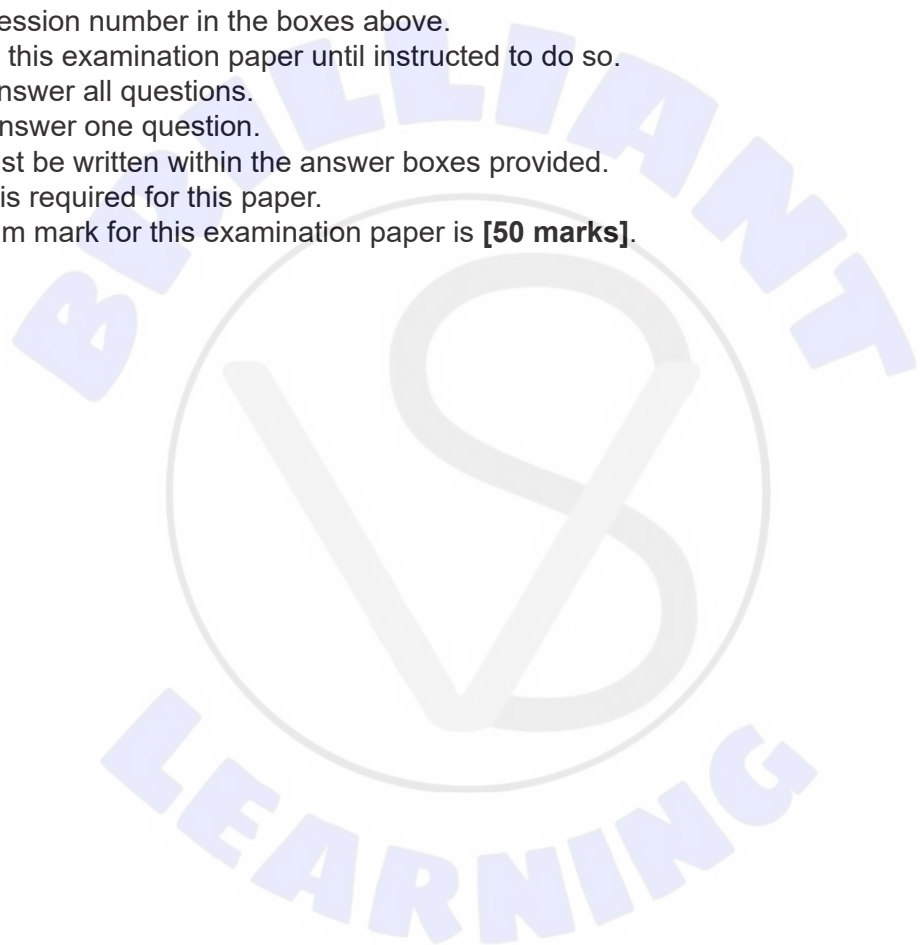 ession number in the boxes above.
this examination paper until instructed to do so.
nswer all questions.
nswer one question.
st be written within the answer boxes provided.
is required for this paper.
m mark for this examination paper is [50 marks].
BRILLIANT
VS
LEARNING